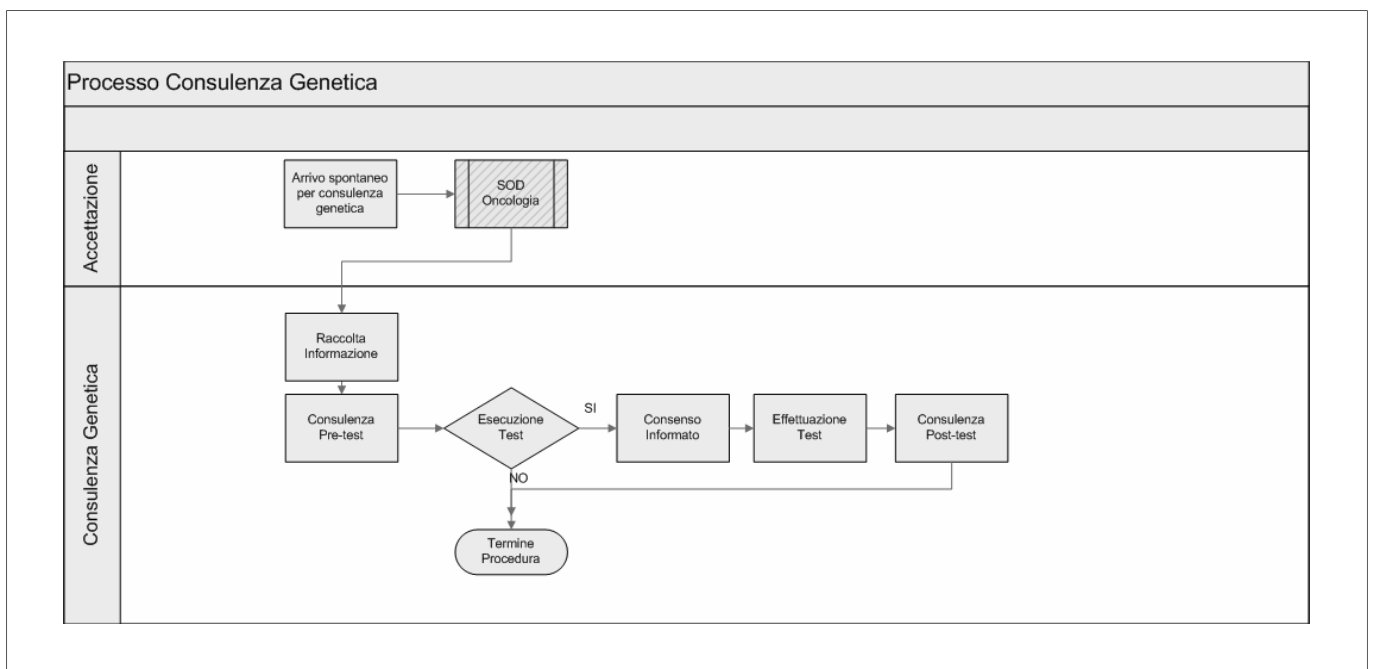 Processo Consulenza Genetica
Accettazione
Arrivo spontaneo
per consulenza
genetica
SOD
Oncologia
Consulenza Genetica
Raccolta
Informazione
Consulenza
Pre-test
Esecuzione
Test
SI
Consenso
Informato
Effettuazione
Test
Consulenza
Post-test
NO
Termine
Procedura